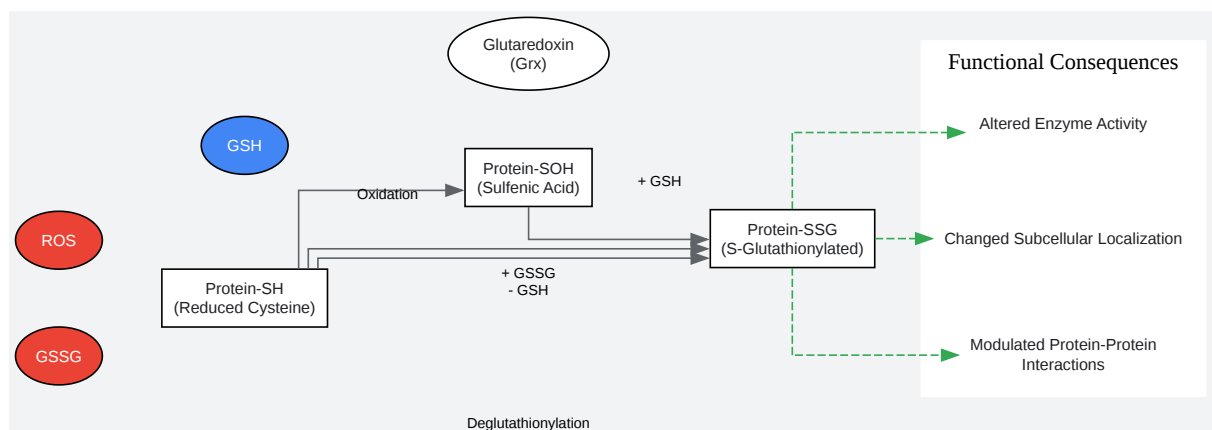 Glutaredoxin
(Grx)
Functional Consequences
Altered Enzyme Activity
GSH
Protein-SOH
(Sulfenic Acid)
+ GSH
Oxidation
ROS
Protein-SSG
(S-Glutathionylated)
Changed Subcellular Localization
+ GSSG
- GSH
Protein-SH
(Reduced Cysteine)
GSSG
Modulated Protein-Protein
Interactions
Deglutathionylation